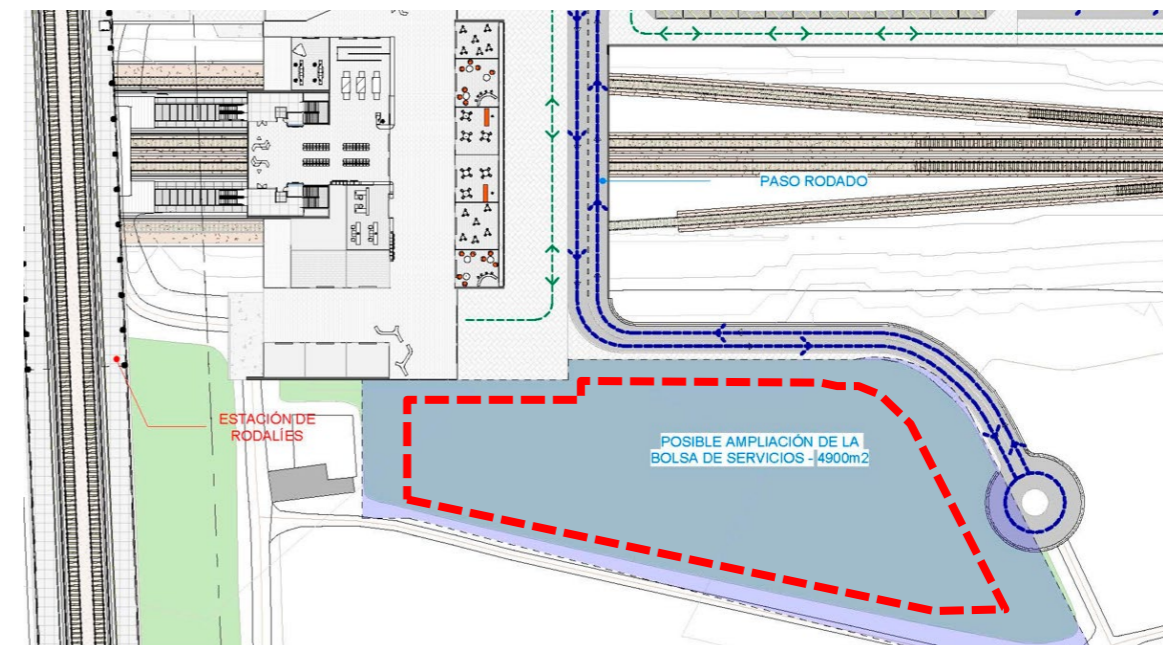 PASO RODADO
ESTACIÓN DE
RODALÍES
POSIBLE AMPLIACIÓN DE LA
BOLSA DE SERVICIOS - 4900m2